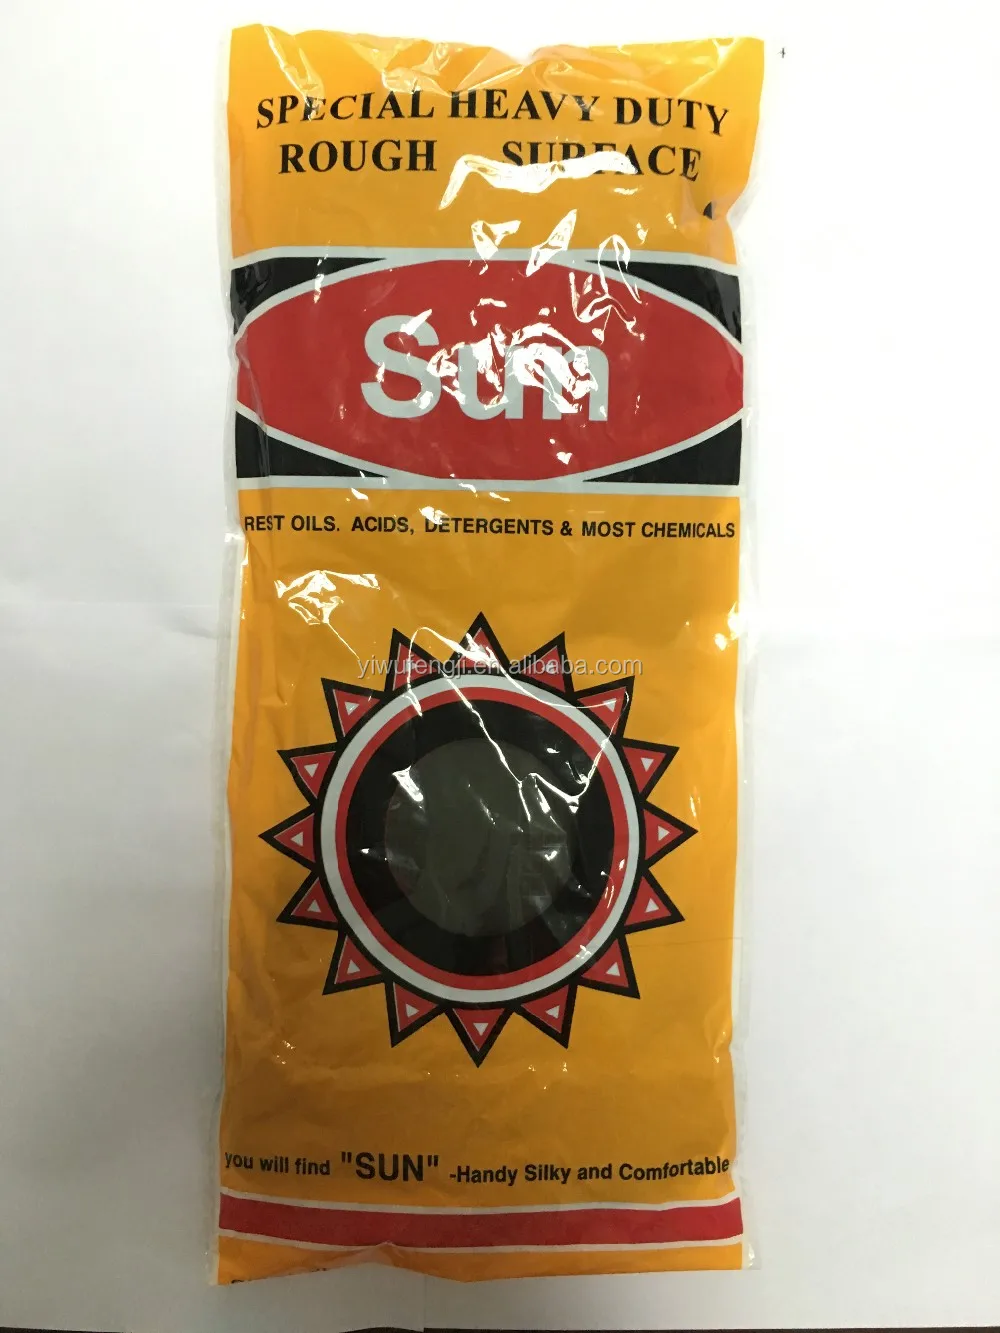 SPECIAL HEAVY DUTY
ROUGH SURFACE
Sun
REST OILS. ACIDS, DETERGENTS & MOST CHEMICALS
yiwufengji.en.alibaba.com
you will find "SUN" -Handy Silky and Comfortable